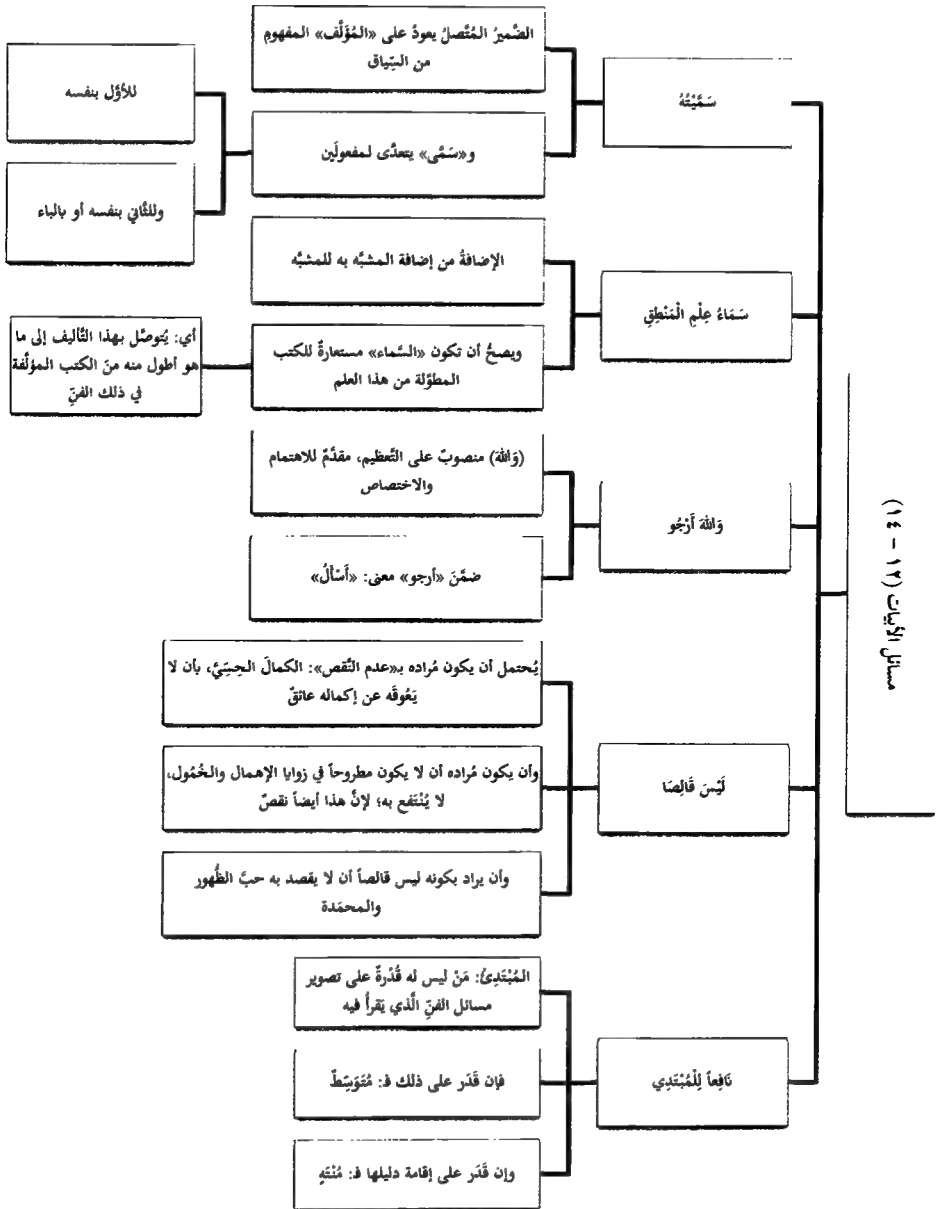 مسائل الأبيات (١٢ - ١٤)
سَمَّيْتُهُ
الضَّميرُ المُتَّصلُ يعودُ على «المُؤَلَّف» المفهومِ
من السِّياق
و«سَمَّى» يتعدَّى لمفعولَين
للأوَّل بنفسه
وللثَّاني بنفسه أو بالباء
سَمَاءُ عِلْمِ الْمَنْطِقِ
الإضافةُ من إضافة المشبَّه به للمشبَّه
ويصحُّ أن تكون «السَّماء» مستعارةً للكتب
المطوَّلة من هذا العلم
أي: يُتوصَّل بهذا التَّأليف إلى ما
هو أطول منه منَ الكتب المؤلَّفة
في ذلك الفنِّ
وَاللهَ أَرْجُو
(وَاللهَ) منصوبٌ على التَّعظيم، مقدَّمٌ للاهتمام
والاختصاص
ضمَّنَ «أرجو» معنى: «أَسْأَلُ»
لَيْسَ قَالِصَا
يُحتمل أن يكون مُراده بـ«عدم النَّقص»: الكمالَ الحِسِّيَّ، بأن لا
يَعُوقَه عن إكماله عائقٌ
وأن يكون مُراده أن لا يكون مطروحاً في زوايا الإهمال والخُمُول،
لا يُنْتَفع به؛ لإنَّ هذا أيضاً نقصٌ
وأن يراد بكونه ليس قالصاً أن لا يقصد به حبَّ الظُّهور
والمحمَدة
نَافِعاً لِلْمُبْتَدِي
المُبْتَدِئُ: مَنْ ليس له قُدْرةٌ على تصوير
مسائل الفنِّ الَّذي يَقرأُ فيه
فإن قَدَر على ذلك فـ: مُتَوَسِّطٌ
وإن قَدَر على إقامة دليلها فـ: مُنْتَهٍ